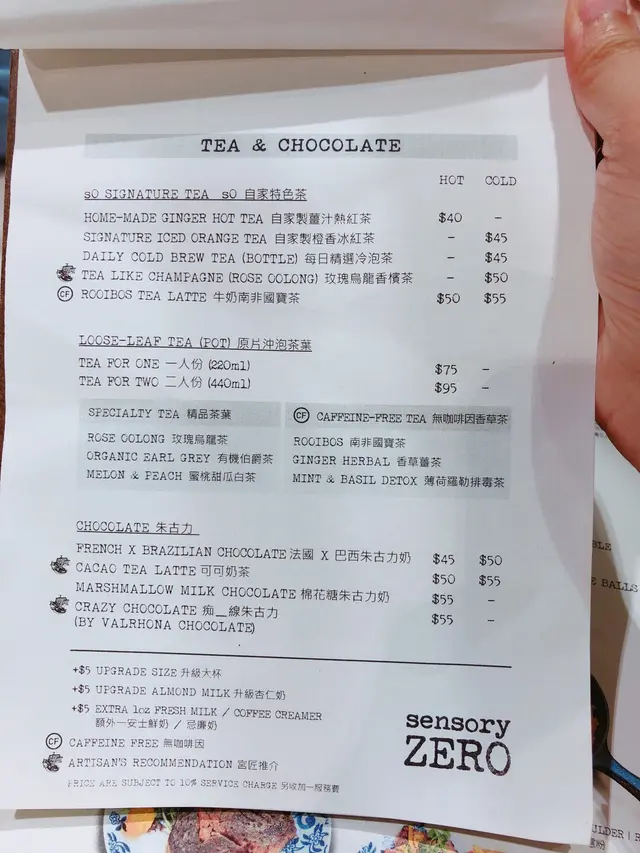 TEA & CHOCOLATE
HOT COLD
sO SIGNATURE TEA sO 自家特色茶
HOME-MADE GINGER HOT TEA 自家製薑汁熱紅茶 $40 -
SIGNATURE ICED ORANGE TEA 自家製橙香冰紅茶 - $45
DAILY COLD BREW TEA (BOTTLE) 每日精選冷泡茶 - $45
TEA LIKE CHAMPAGNE (ROSE OOLONG) 玫瑰烏龍香檳茶 - $50
CF ROOIBOS TEA LATTE 牛奶南非國寶茶 $50 $55
LOOSE-LEAF TEA (POT) 原片沖泡茶葉
TEA FOR ONE 一人份 (220ml) $75 -
TEA FOR TWO 二人份 (440ml) $95 -
SPECIALTY TEA 精品茶葉
ROSE OOLONG 玫瑰烏龍茶
ORGANIC EARL GREY 有機伯爵茶
MELON & PEACH 蜜桃甜瓜白茶
CF CAFFEINE-FREE TEA 無咖啡因香草茶
ROOIBOS 南非國寶茶
GINGER HERBAL 香草薑茶
MINT & BASIL DETOX 薄荷羅勒排毒茶
CHOCOLATE 朱古力
FRENCH X BRAZILIAN CHOCOLATE 法國 X 巴西朱古力奶 $45 $50
CACAO TEA LATTE 可可奶茶 $50 $55
MARSHMALLOW MILK CHOCOLATE 棉花糖朱古力奶 $55 -
CRAZY CHOCOLATE 痴__線朱古力 $55 -
(BY VALRHONA CHOCOLATE)
+$5 UPGRADE SIZE 升級大杯
+$5 UPGRADE ALMOND MILK 升級杏仁奶
+$5 EXTRA 1oz FRESH MILK / COFFEE CREAMER
額外一安士鮮奶 / 忌廉奶
CF CAFFEINE FREE 無咖啡因
ARTISAN'S RECOMMENDATION 宮匠推介
PRICE ARE SUBJECT TO 10% SERVICE CHARGE 另收加一服務費
sensory
ZERO
BLE
E BALLS
ULDER | R